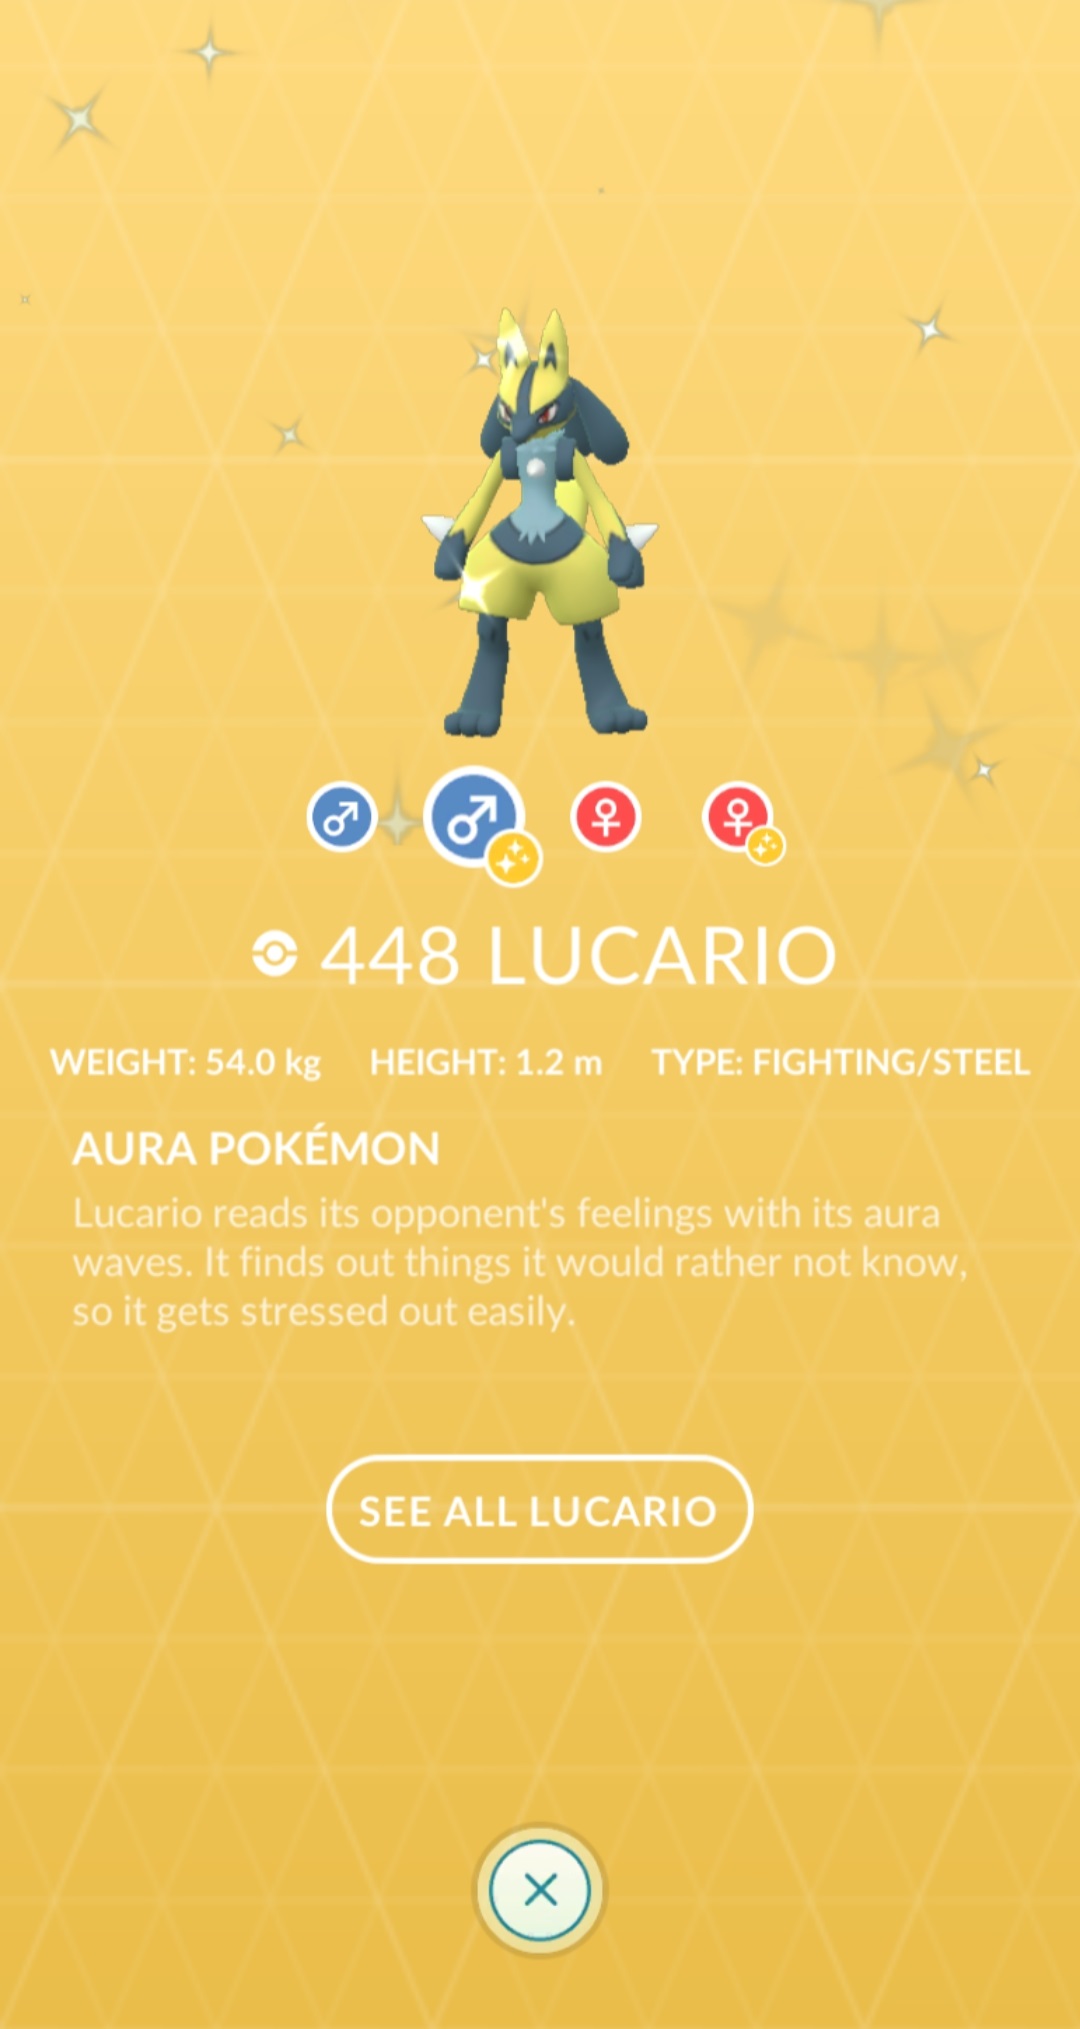 448 LUCARIO
WEIGHT: 54.0 kg HEIGHT: 1.2 m TYPE: FIGHTING/STEEL
AURA POKÉMON
Lucario reads its opponent's feelings with its aura
waves. It finds out things it would rather not know,
so it gets stressed out easily.
SEE ALL LUCARIO